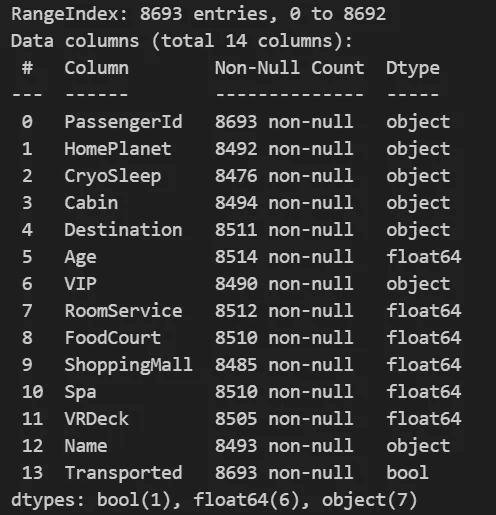 RangeIndex: 8693 entries, 0 to 8692
Data columns (total 14 columns):
 #   Column        Non-Null Count  Dtype
---  ------        --------------  -----
 0   PassengerId   8693 non-null   object
 1   HomePlanet    8492 non-null   object
 2   CryoSleep     8476 non-null   object
 3   Cabin         8494 non-null   object
 4   Destination   8511 non-null   object
 5   Age           8514 non-null   float64
 6   VIP           8490 non-null   object
 7   RoomService   8512 non-null   float64
 8   FoodCourt     8510 non-null   float64
 9   ShoppingMall  8485 non-null   float64
 10  Spa           8510 non-null   float64
 11  VRDeck        8505 non-null   float64
 12  Name          8493 non-null   object
 13  Transported   8693 non-null   bool
dtypes: bool(1), float64(6), object(7)